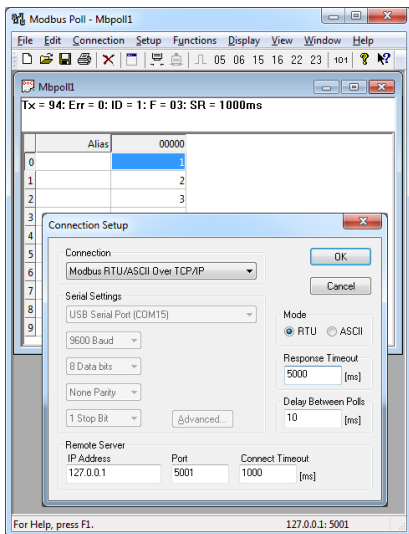 Modbus Poll - Mbpoll1
File Edit Connection Setup Functions Display View Window Help
05 06 15 16 22 23 101
Mbpoll1
Tx = 94: Err = 0: ID = 1: F = 03: SR = 1000ms
Alias 00000
0 1
1 2
2 3
3
4
5
6
7
8
9
Connection Setup
Connection
Modbus RTU/ASCII Over TCP/IP
OK
Cancel
Serial Settings
USB Serial Port (COM15)
9600 Baud
8 Data bits
None Parity
1 Stop Bit
Advanced...
Mode
RTU ASCII
Response Timeout
5000 [ms]
Delay Between Polls
10 [ms]
Remote Server
IP Address Port Connect Timeout
127.0.0.1 5001 1000 [ms]
For Help, press F1. 127.0.0.1: 5001